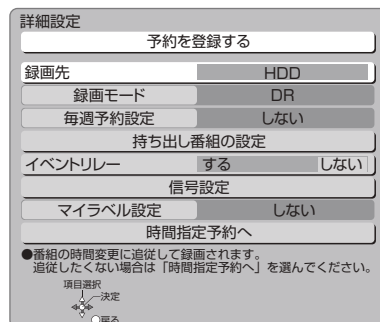 詳細設定
予約を登録する
録画先 HDD
録画モード DR
毎週予約設定 しない
持ち出し番組の設定
イベントリレー する しない
信号設定
マイラベル設定 しない
時間指定予約へ
●番組の時間変更に追従して録画されます。
追従したくない場合は「時間指定予約へ」を選んでください。
項目選択
決定
戻る